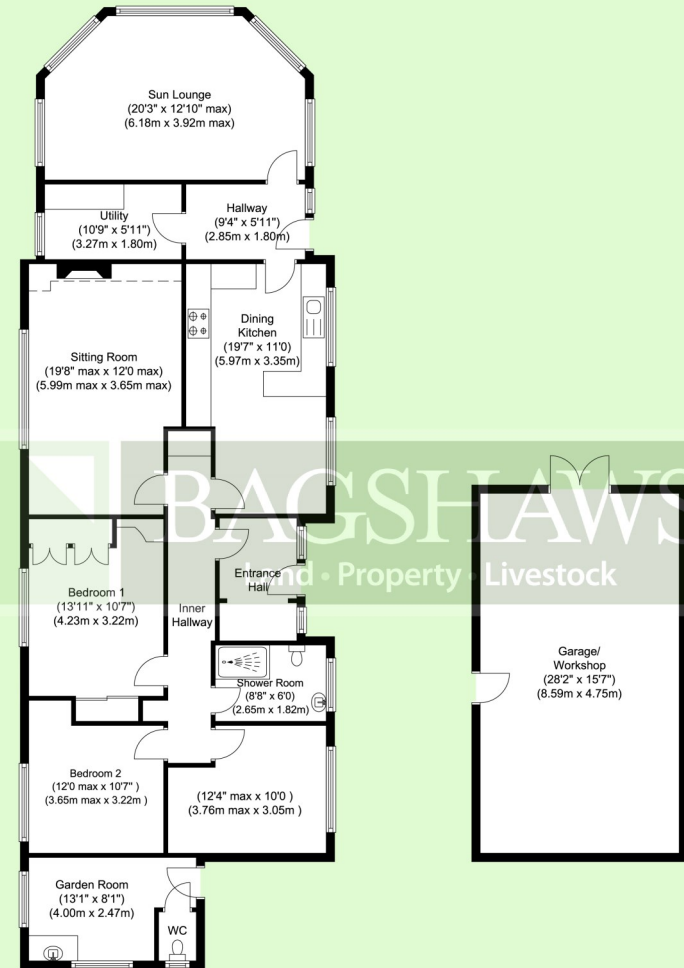 Sun Lounge
(20'3" x 12'10" max)
(6.18m x 3.92m max)
Utility
(10'9" x 5'11")
(3.27m x 1.80m)
Hallway
(9'4" x 5'11")
(2.85m x 1.80m)
Sitting Room
(19'8" max x 12'0 max)
(5.99m max x 3.65m max)
Dining
Kitchen
(19'7" x 11'0)
(5.97m x 3.35m)
BAGSHAWS
Land · Property · Livestock
Bedroom 1
(13'11" x 10'7")
(4.23m x 3.22m)
Inner
Hallway
Entrance
Hall
Shower Room
(8'8" x 6'0)
(2.65m x 1.82m)
Bedroom 2
(12'0 max x 10'7" )
(3.65m max x 3.22m )
(12'4" max x 10'0 )
(3.76m max x 3.05m )
Garden Room
(13'1" x 8'1")
(4.00m x 2.47m)
WC
Garage/
Workshop
(28'2" x 15'7")
(8.59m x 4.75m)